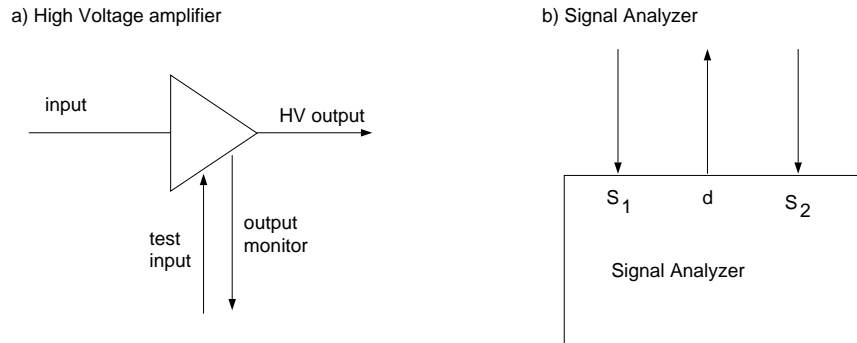 a) High Voltage amplifier
input
HV output
test
input
output
monitor
b) Signal Analyzer
S1
d
S2
Signal Analyzer